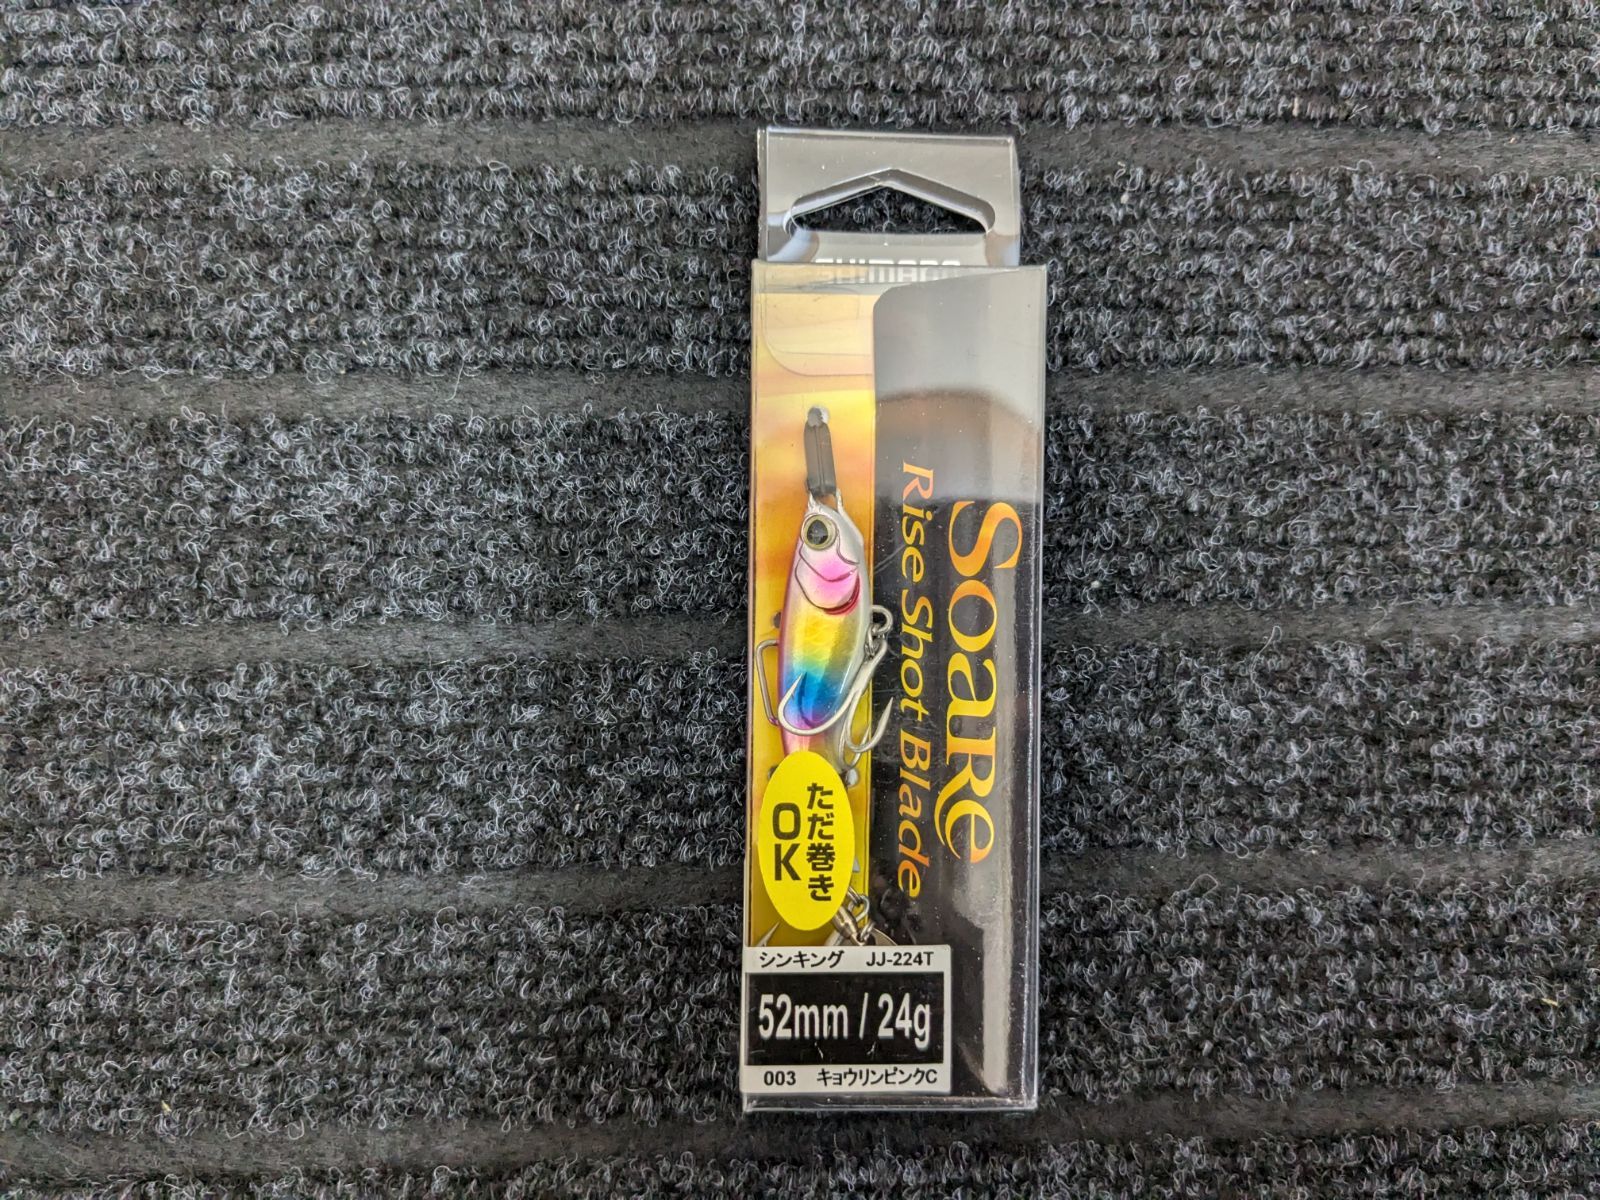 SHIMANO
Soare
Rise Shot Blade
ただ巻き
OK
シンキング JJ-224T
52mm / 24g
003 キョウリンピンクC